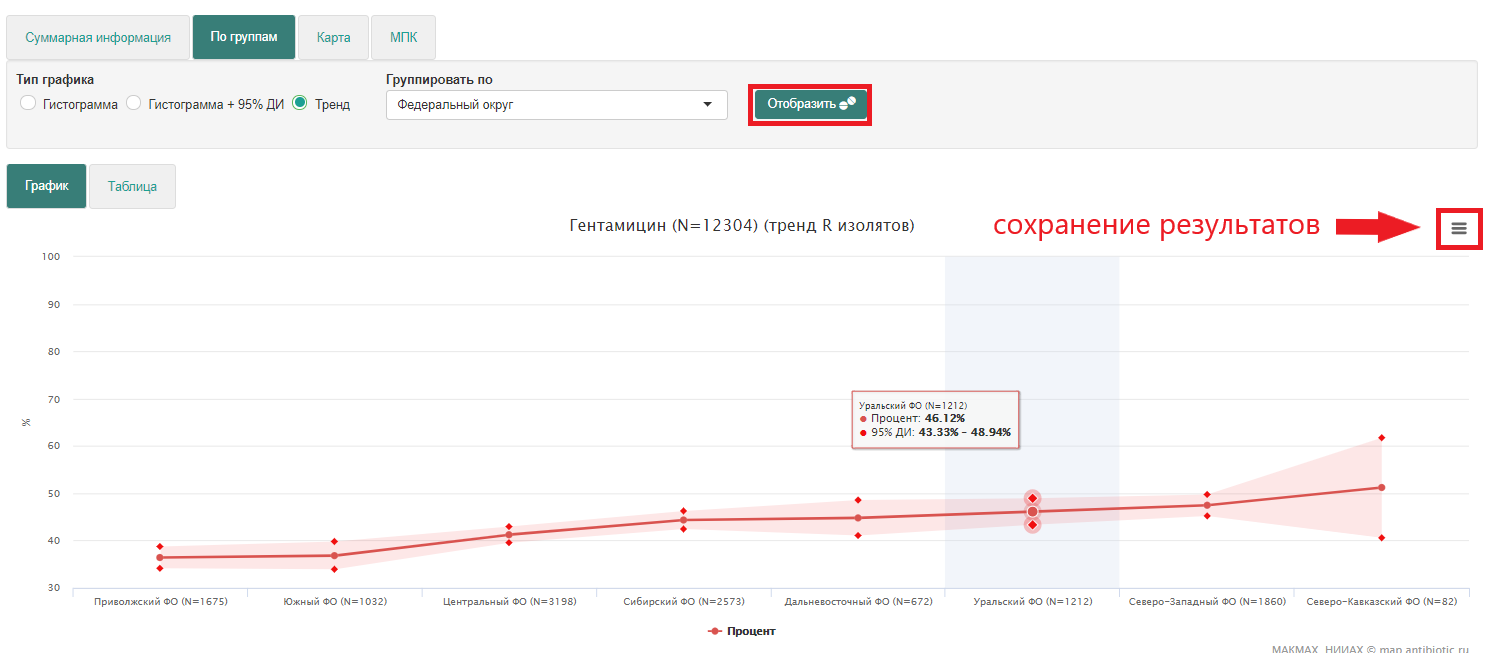 Суммарная информация
По группам
Карта
МПК
Тип графика
Группировать по
Гистограмма
Гистограмма + 95% ДИ
Тренд
Федеральный округ
Отобразить
График
Таблица
Гентамицин (N=12304) (тренд R изолятов)
сохранение результатов
100
90
80
70
60
50
40
30
%
Уральский ФО (N=1212)
Процент: 46.12%
95% ДИ: 43.33% - 48.94%
Приволжский ФО (N=1675)
Южный ФО (N=1032)
Центральный ФО (N=3198)
Сибирский ФО (N=2573)
Дальневосточный ФО (N=672)
Уральский ФО (N=1212)
Северо-Западный ФО (N=1860)
Северо-Кавказский ФО (N=82)
Процент
МАКМАХ, НИИАХ © map.antibiotic.ru